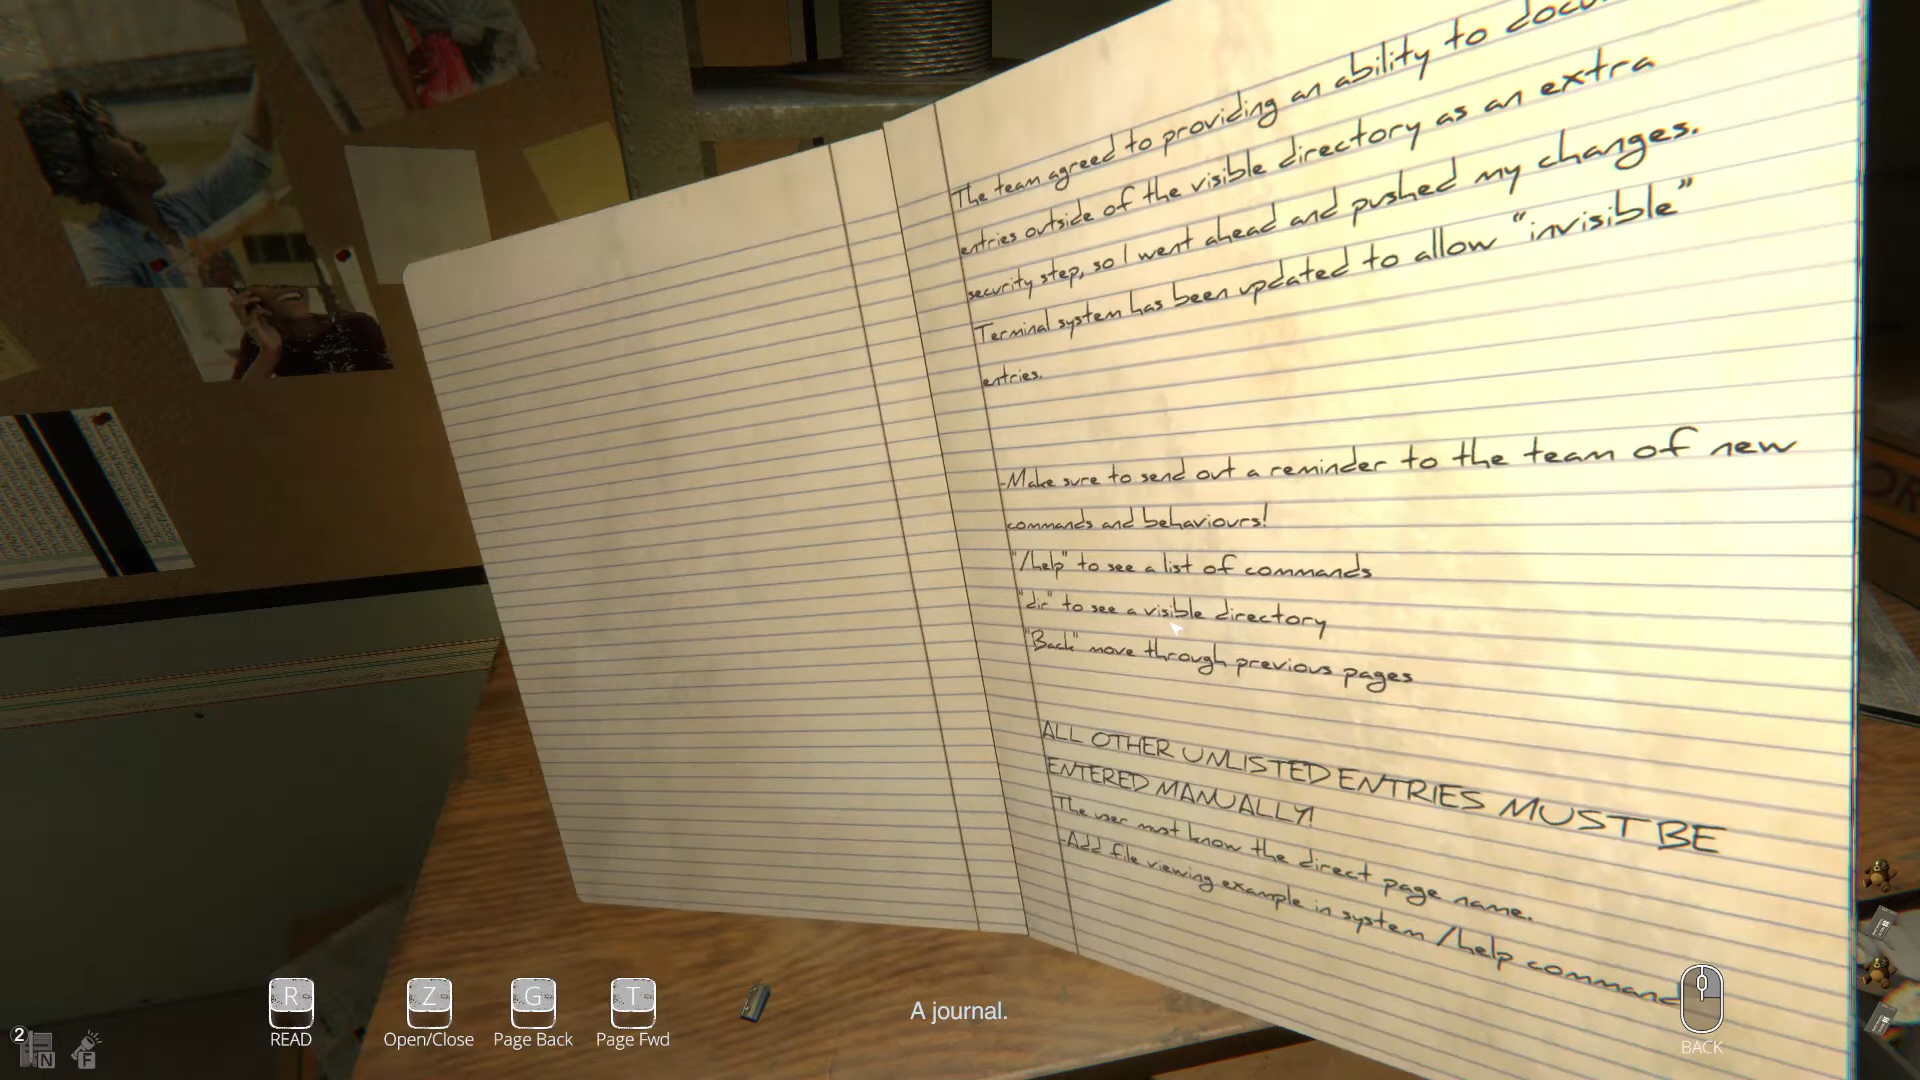 The team agreed to providing an ability to
entries outside of the visible directory as an extra
security step, so I went ahead and pushed my changes.
Terminal system has been updated to allow "invisible"
entries.
-Make sure to send out a reminder to the team of new
commands and behaviours!
"/help" to see a list of commands
"dir" to see a visible directory
"Back" move through previous pages
ALL OTHER UNLISTED ENTRIES MUST BE
ENTERED MANUALLY!
The user must know the direct page name.
-Add file viewing example in system /help command
A journal.
R
READ
Z
Open/Close
G
Page Back
T
Page Fwd
BACK
2
N
F